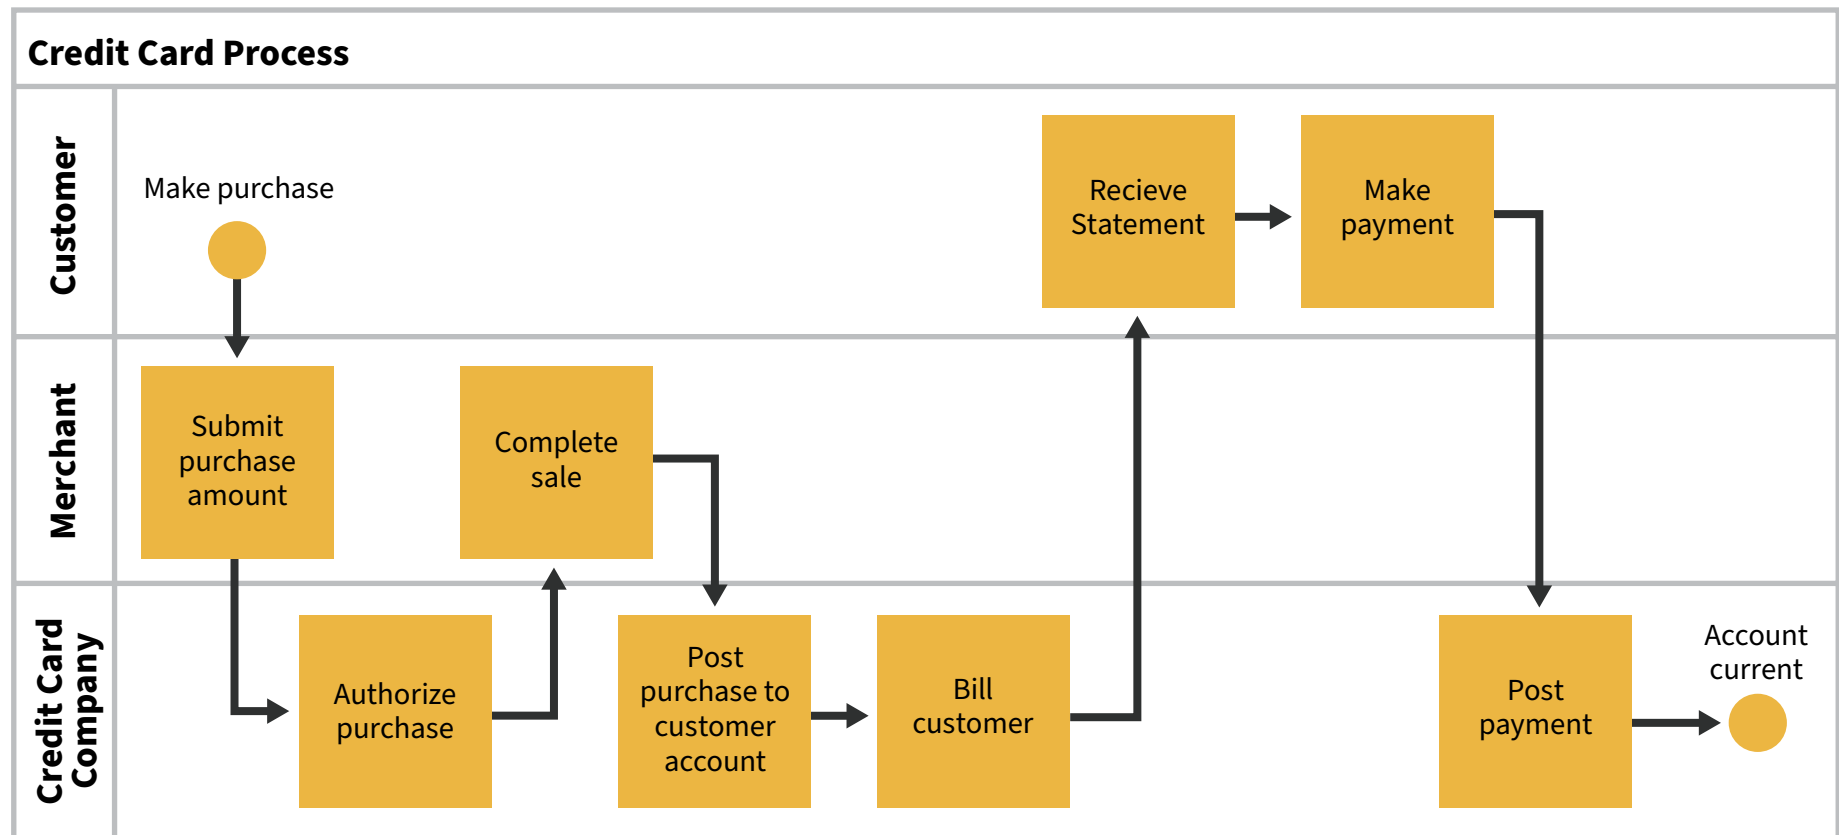 Credit Card Process
Customer
Make purchase
Recieve
Statement
Make
payment
Merchant
Submit
purchase
amount
Complete
sale
Credit Card
Company
Authorize
purchase
Post
purchase to
customer
account
Bill
customer
Post
payment
Account
current